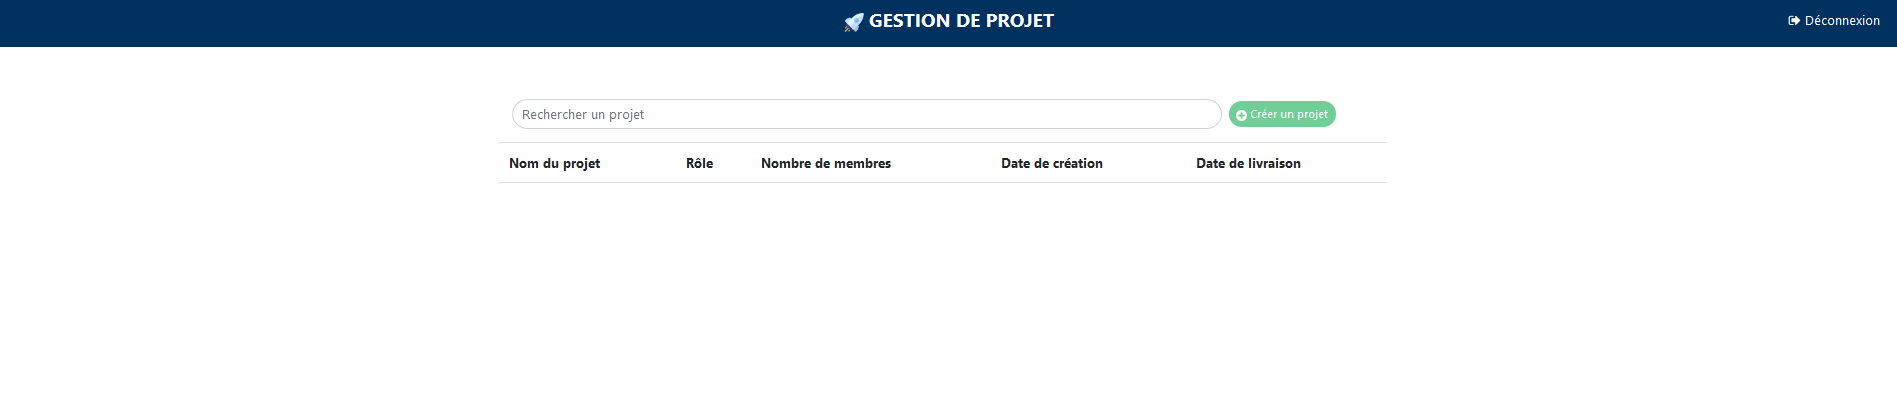 GESTION DE PROJET
Déconnexion
Rechercher un projet
Créer un projet
Nom du projet Rôle Nombre de membres Date de création Date de livraison